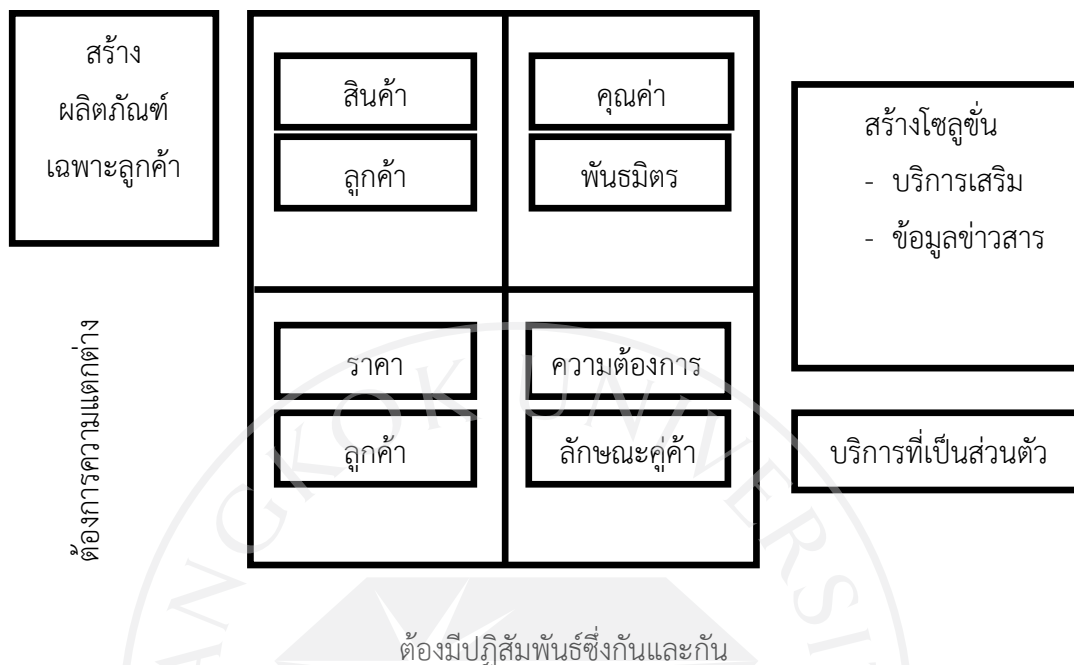 สร้าง
ผลิตภัณฑ์
เฉพาะลูกค้า
สินค้า
ลูกค้า
คุณค่า
พันธมิตร
สร้างโซลูชั่น
- บริการเสริม
- ข้อมูลข่าวสาร
ต้องการความแตกต่าง
ราคา
ลูกค้า
ความต้องการ
ลักษณะคู่ค้า
บริการที่เป็นส่วนตัว
ต้องมีปฏิสัมพันธ์ซึ่งกันและกัน